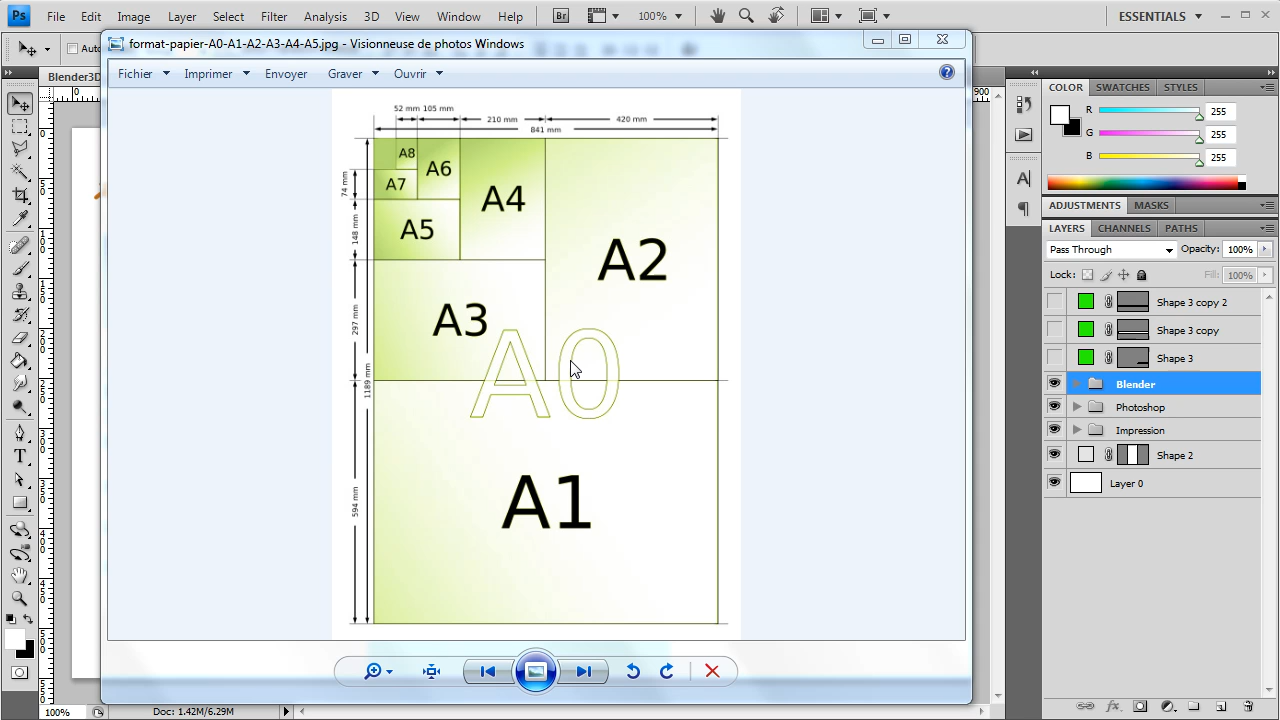 Ps File Edit Image Layer Select Filter Analysis 3D View Window Help Br 100% ESSENTIALS
Auto
format-papier-A0-A1-A2-A3-A4-A5.jpg - Visionneuse de photos Windows
Blender3D
Fichier Imprimer Envoyer Graver Ouvrir
0
900
52 mm 105 mm
210 mm 420 mm
841 mm
A8
A6
A7
A4
A5
A2
A3
A0
A1
74 mm
148 mm
297 mm
1189 mm
594 mm
COLOR SWATCHES STYLES
R 255
G 255
B 255
ADJUSTMENTS MASKS
LAYERS CHANNELS PATHS
Pass Through Opacity: 100%
Lock: Fill: 100%
Shape 3 copy 2
Shape 3 copy
Shape 3
Blender
Photoshop
Impression
Shape 2
Layer 0
100% Doc: 1.42M/6.29M